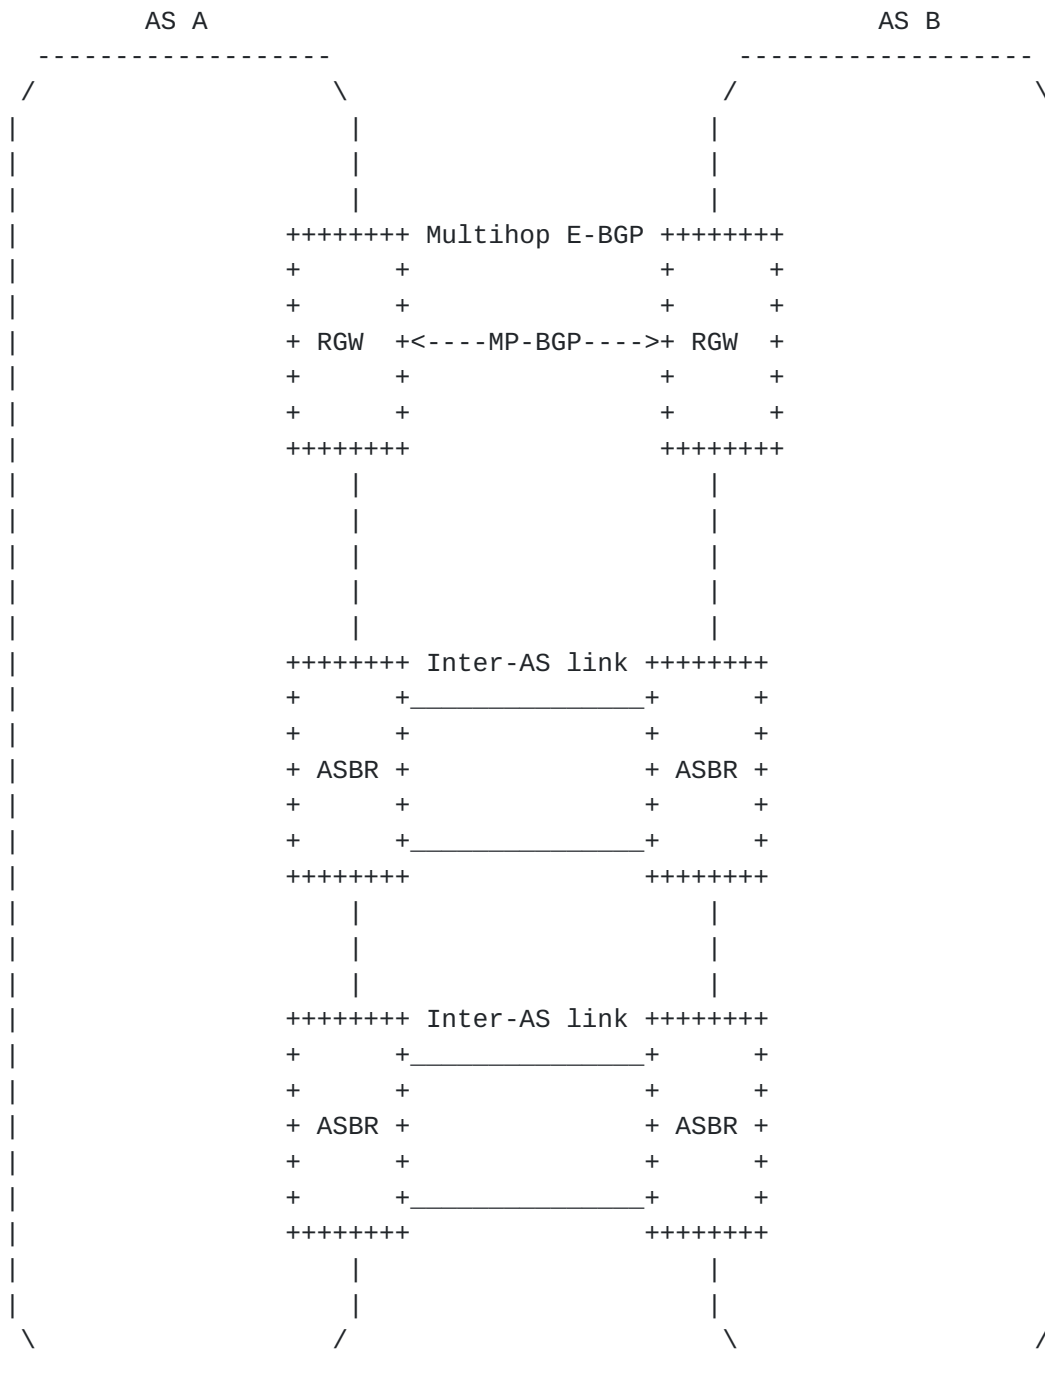 AS A AS B
Multihop E-BGP
RGW <----MP-BGP----> RGW
Inter-AS link
ASBR ASBR
Inter-AS link
ASBR ASBR